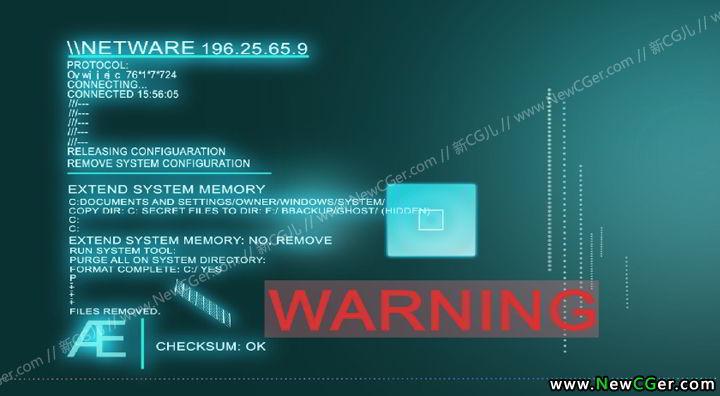 \\NETWARE 196.25.65.9
PROTOCOL:
76*1*7*724
CONNECTING...
CONNECTED 15:56:05
///---
///---
///---
///---
///---
RELEASING CONFIGUARATION
REMOVE SYSTEM CONFIGURATION
EXTEND SYSTEM MEMORY
C:DOCUMENTS AND SETTINGS/OWNER/WINDOWS/SYSTEM/
COPY DIR: C: SECRET FILES TO DIR: F:/ BBACKUP/GHOST/ (HIDDEN)
C:
C:
EXTEND SYSTEM MEMORY: NO, REMOVE
RUN SYSTEM TOOL:
PURGE ALL ON SYSTEM DIRECTORY:
FORMAT COMPLETE: C:/ YES
P
FILES REMOVED.
WARNING
Æ
CHECKSUM: OK
新CG儿 // www.NewCGer.com // 新CG儿 // www.NewCGer.com // 新CG儿 //
www.NewCGer.com